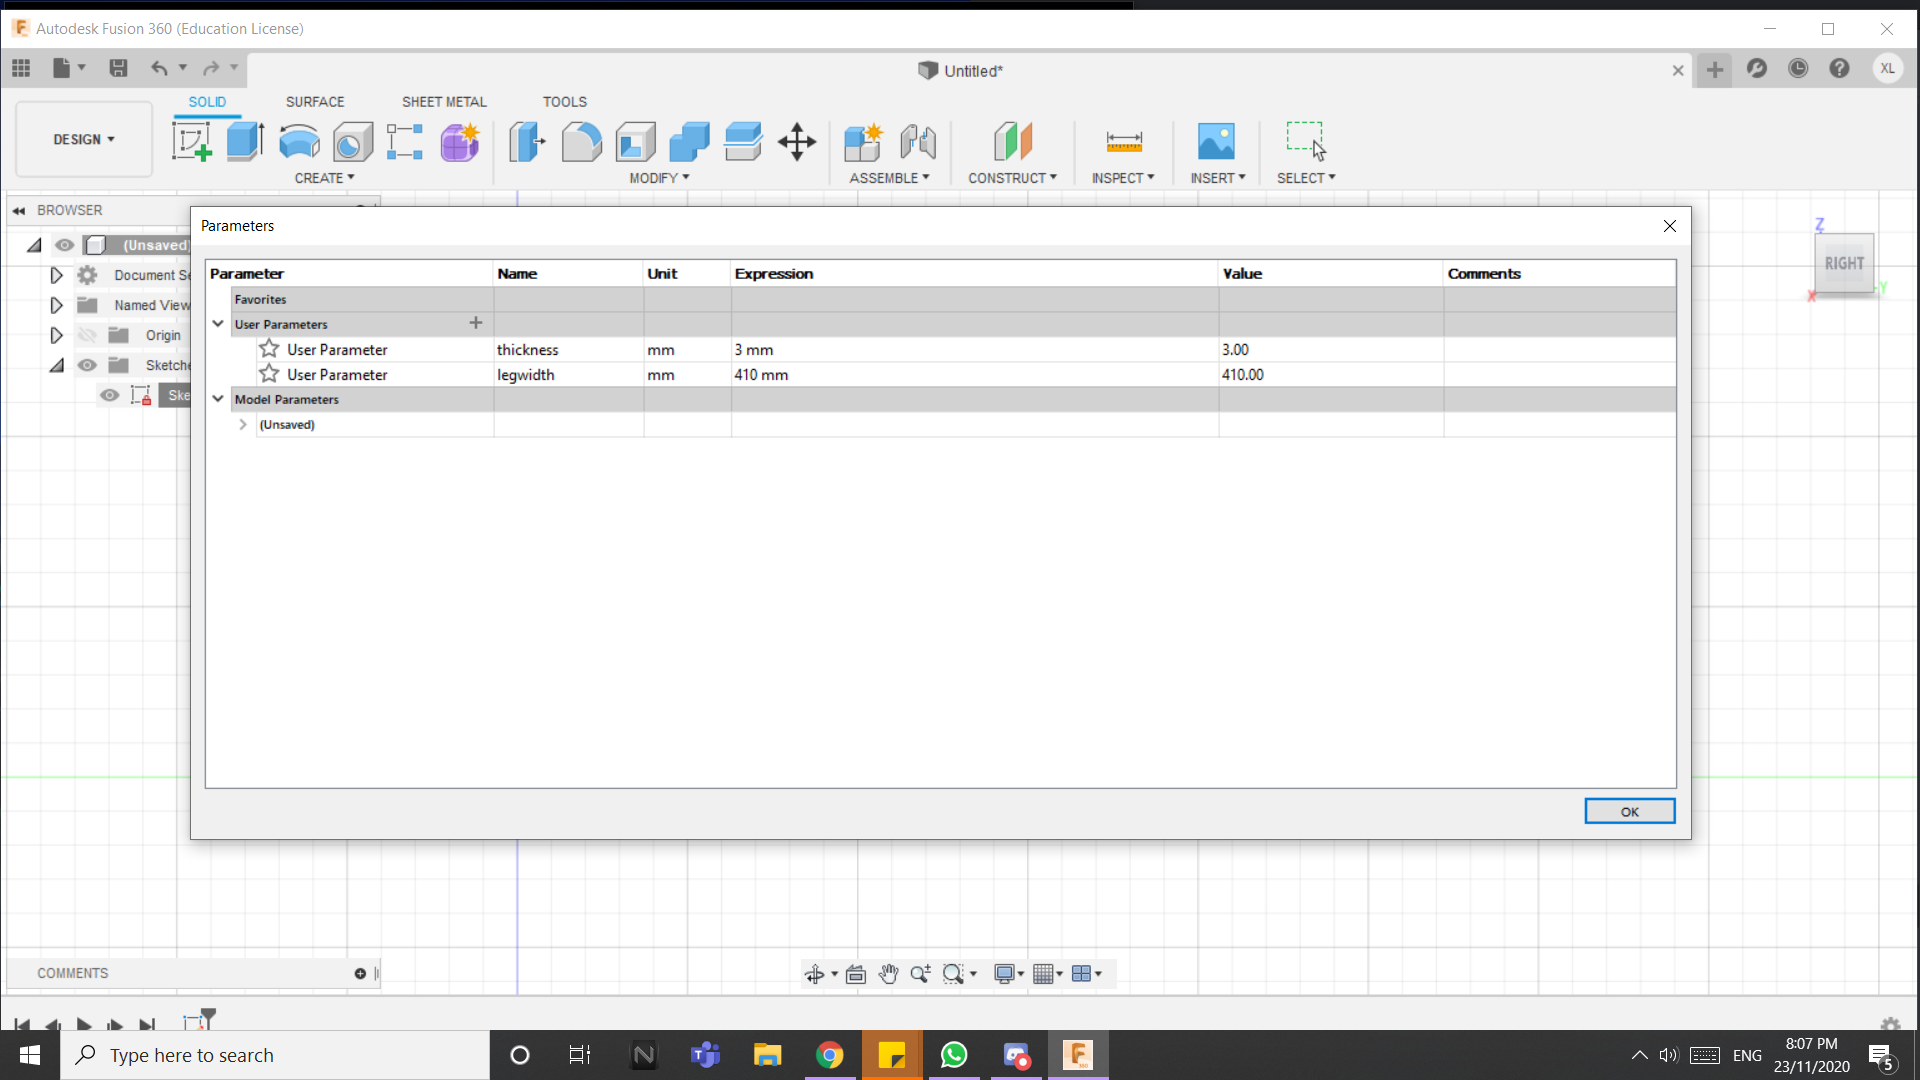 Autodesk Fusion 360 (Education License)
Untitled*
XL
SOLID SURFACE SHEET METAL TOOLS
DESIGN
CREATE MODIFY ASSEMBLE CONSTRUCT INSPECT INSERT SELECT
BROWSER
(Unsaved)
Document Se
Named View
Origin
Sketche
Ske
Z
RIGHT
X
Y
Parameters
Parameter Name Unit Expression Value Comments
Favorites
User Parameters
User Parameter thickness mm 3 mm 3.00
User Parameter legwidth mm 410 mm 410.00
Model Parameters
(Unsaved)
OK
COMMENTS
Type here to search
ENG
8:07 PM
23/11/2020
5